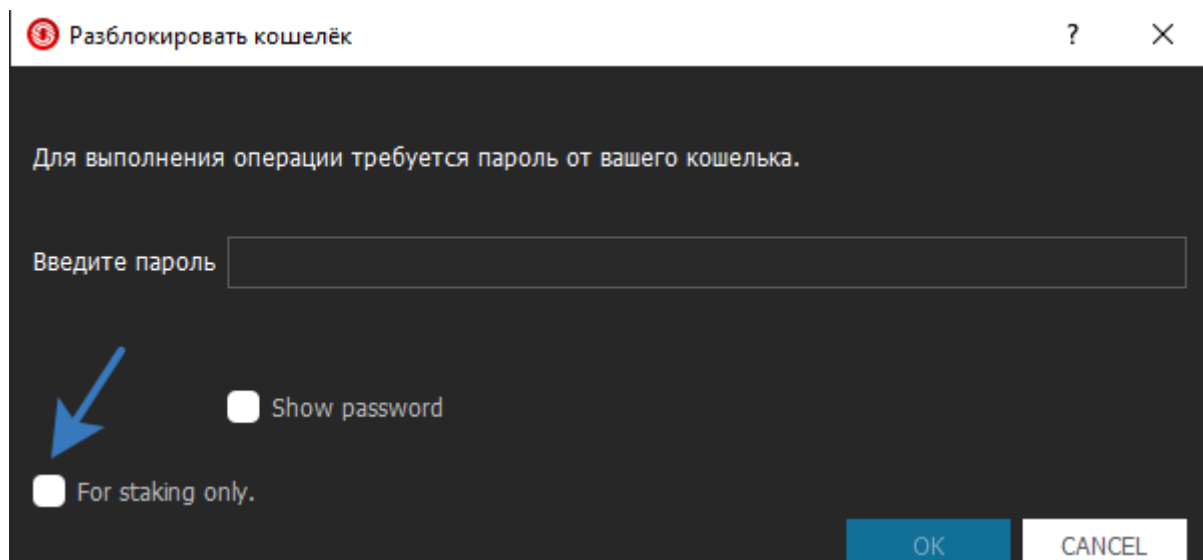 Разблокировать кошелёк ?
Для выполнения операции требуется пароль от вашего кошелька.
Введите пароль
Show password
For staking only.
OK CANCEL